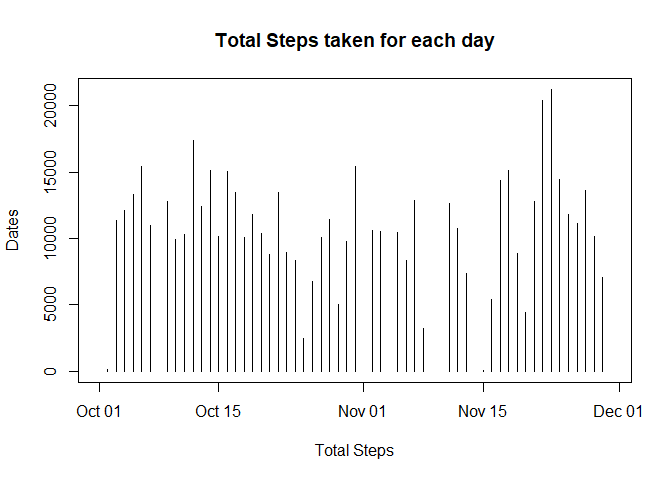 Total Steps taken for each day
20000
15000
10000
5000
0
Dates
Oct 01 Oct 15 Nov 01 Nov 15 Dec 01
Total Steps